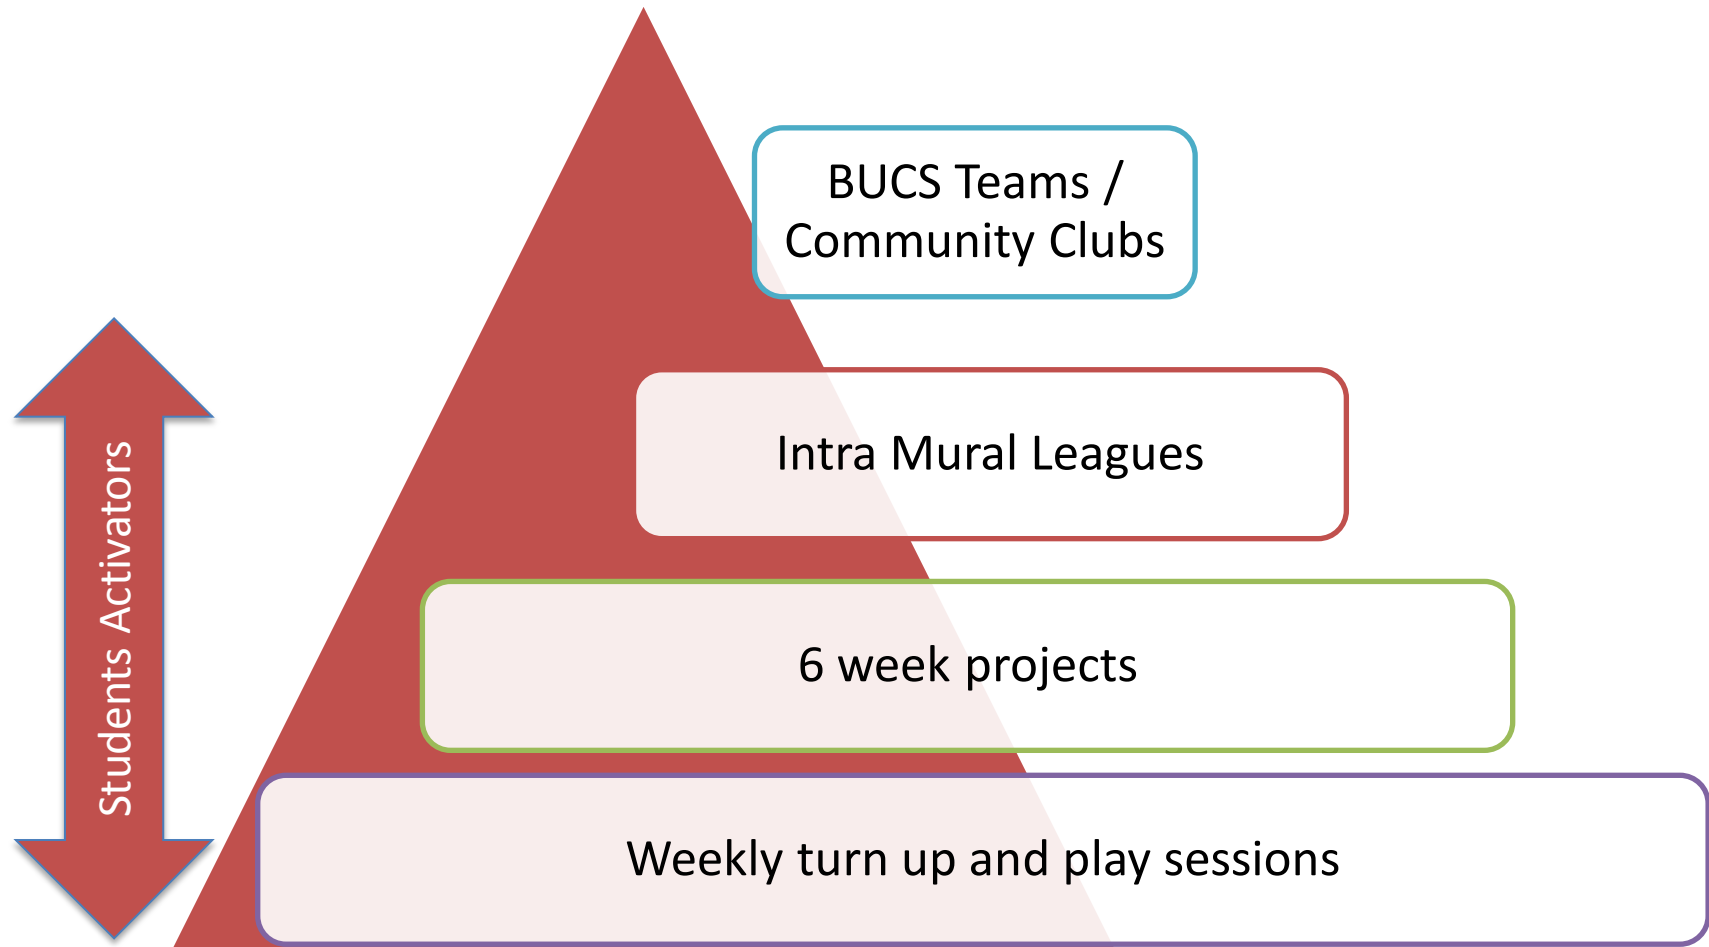 BUCS Teams /
Community Clubs
Intra Mural Leagues
6 week projects
Weekly turn up and play sessions
Students Activators